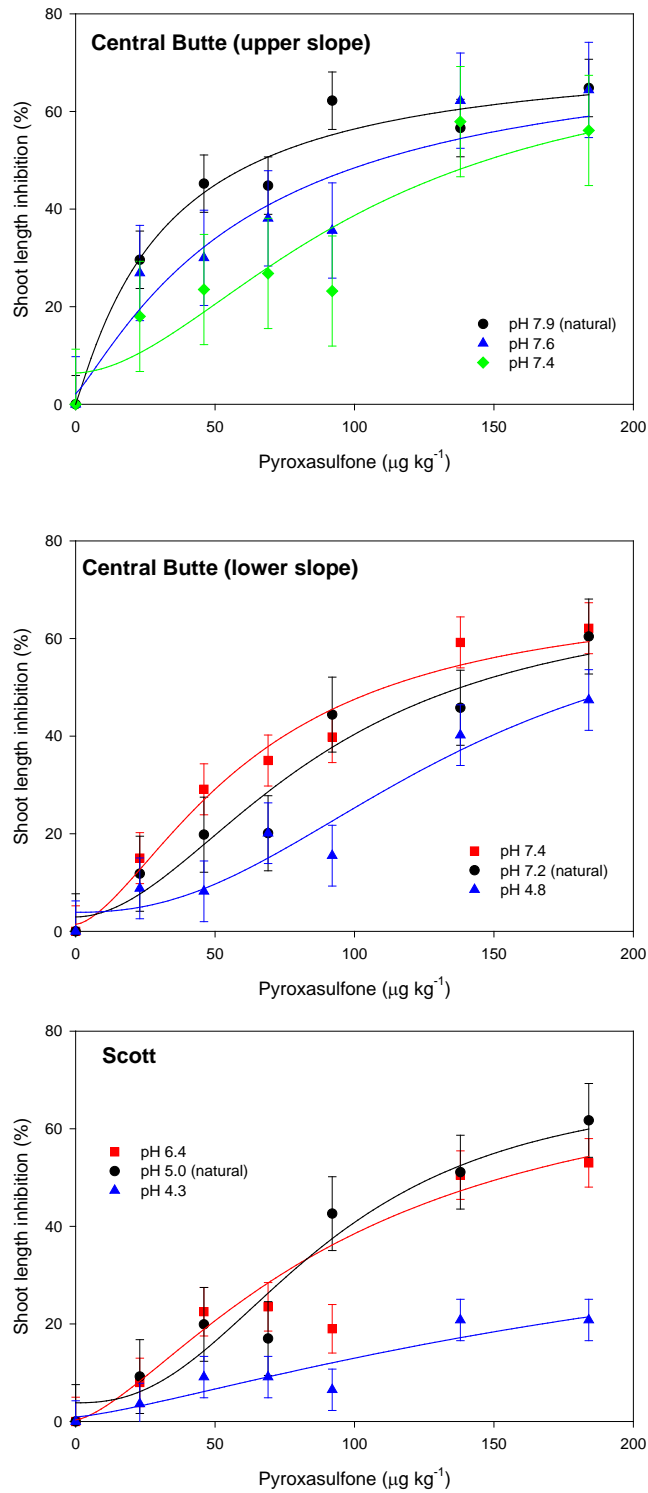 Central Butte (upper slope)
80
60
40
20
0
Shoot length inhibition (%)
pH 7.9 (natural)
pH 7.6
pH 7.4
0 50 100 150 200
Pyroxasulfone (μg kg⁻¹)
Central Butte (lower slope)
80
60
40
20
0
Shoot length inhibition (%)
pH 7.4
pH 7.2 (natural)
pH 4.8
0 50 100 150 200
Pyroxasulfone (μg kg⁻¹)
Scott
80
60
40
20
0
Shoot length inhibition (%)
pH 6.4
pH 5.0 (natural)
pH 4.3
0 50 100 150 200
Pyroxasulfone (μg kg⁻¹)